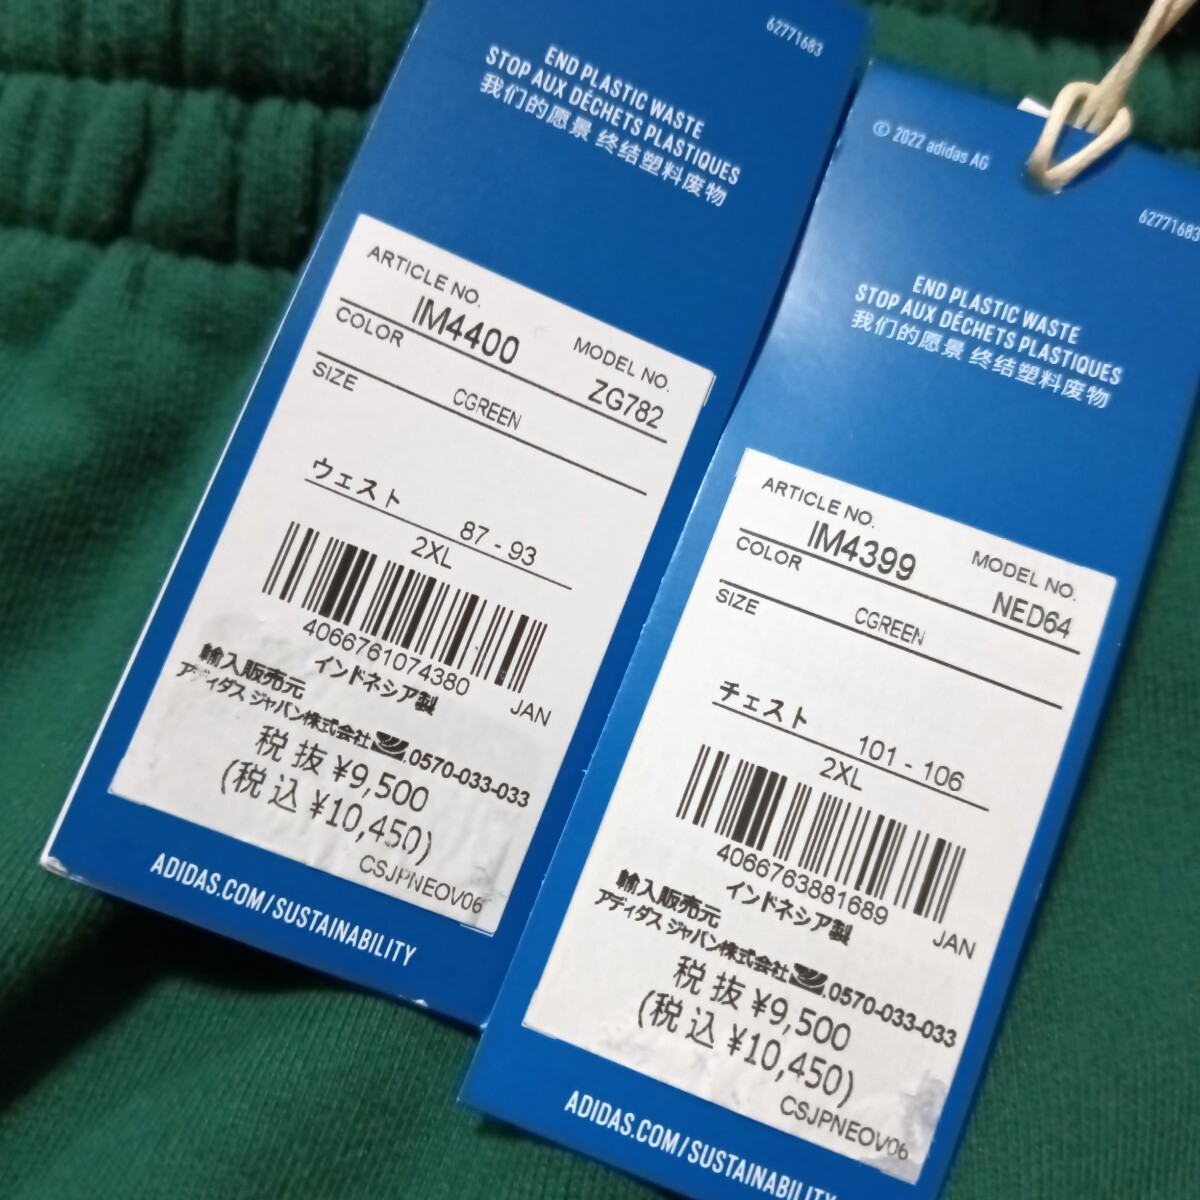 62771683
END PLASTIC WASTE
STOP AUX DÉCHETS PLASTIQUES
我们的愿景 终结塑料废物
ARTICLE NO.
IM4400
MODEL NO.
ZG782
COLOR
CGREEN
SIZE
ウェスト 87 - 93
2XL
4066761074380
JAN
インドネシア製
輸入販売元
アディダス ジャパン株式会社 0570-033-033
税抜 ¥9,500
(税込 ¥10,450)
CSJPNEOV06
ADIDAS.COM/SUSTAINABILITY
© 2022 adidas AG
62771683
END PLASTIC WASTE
STOP AUX DÉCHETS PLASTIQUES
我们的愿景 终结塑料废物
ARTICLE NO.
IM4399
MODEL NO.
NED64
COLOR
CGREEN
SIZE
チェスト 101 - 106
2XL
4066763881689
JAN
インドネシア製
輸入販売元
アディダス ジャパン株式会社 0570-033-033
税抜 ¥9,500
(税込 ¥10,450)
CSJPNEOV06
ADIDAS.COM/SUSTAINABILITY